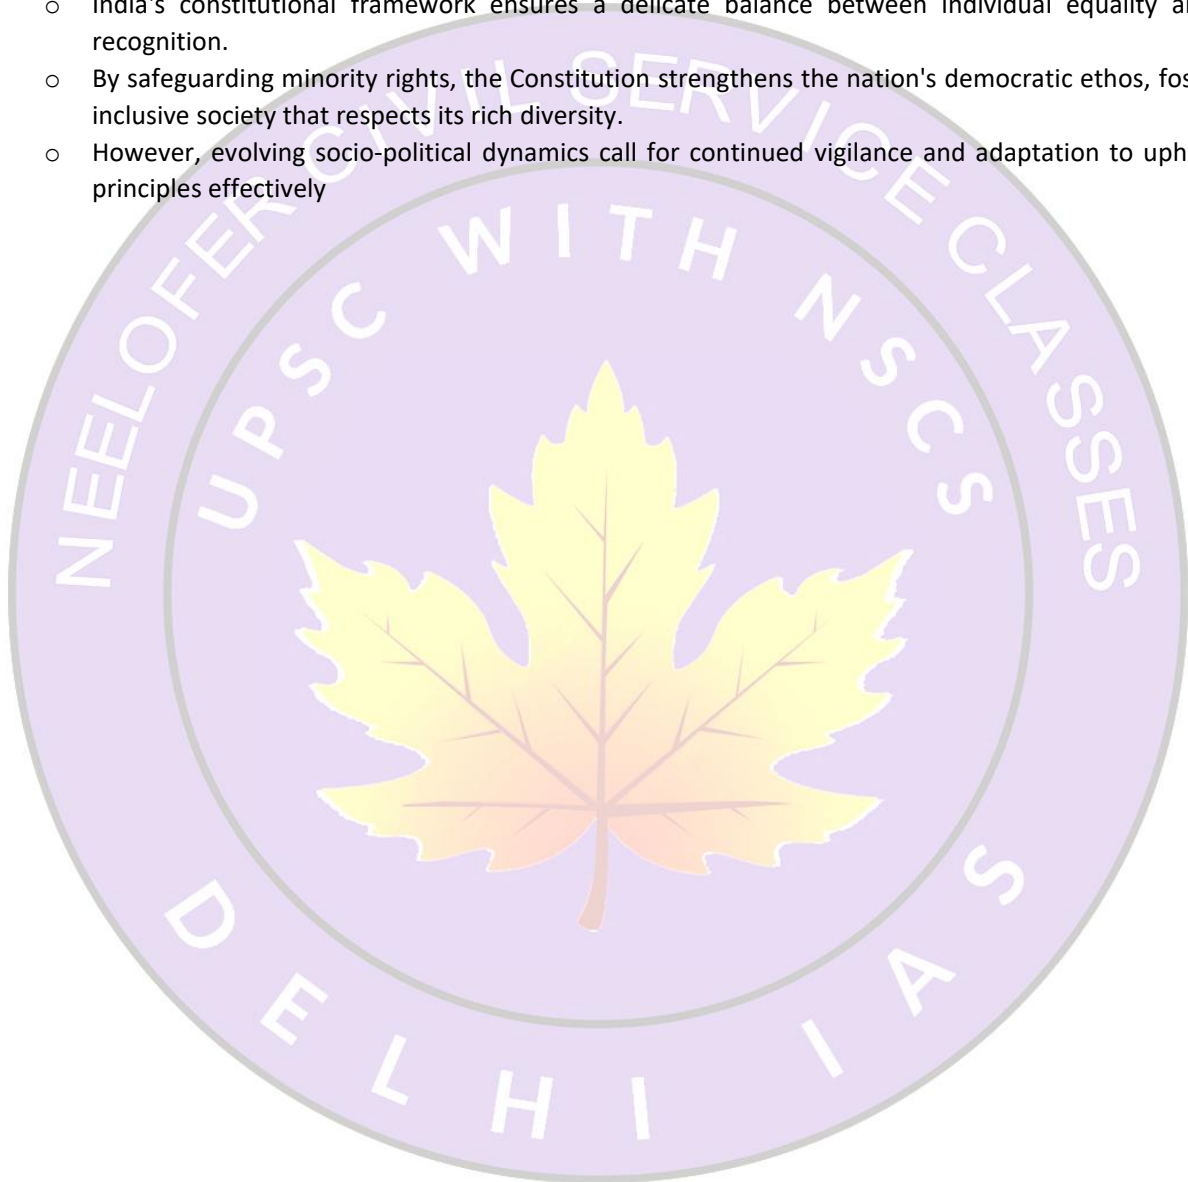 o India's constitutional framework ensures a delicate balance between individual equality
recognition.
o By safeguarding minority rights, the Constitution strengthens the nation's democratic ethos,
inclusive society that respects its rich diversity.
o However, evolving socio-political dynamics call for continued vigilance and adaptation to
principles effectively
NEELOFER CIVIL SERVICE CLASSES
UPSC WITH NSCS
DELHI IAS